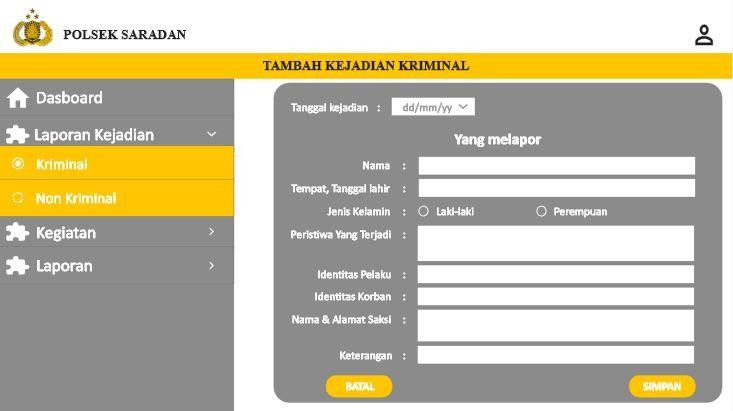 POLSEK SARADAN
TAMBAH KEJADIAN KRIMINAL
Dasboard
Laporan Kejadian
Kriminal
Non Kriminal
Kegiatan
Laporan
Tanggal kejadian : dd/mm/yy
Yang melapor
Nama :
Tempat, Tanggal lahir :
Jenis Kelamin : Laki-laki Perempuan
Peristiwa Yang Terjadi :
Identitas Pelaku :
Identitas Korban :
Nama & Alamat Saksi :
Keterangan :
BATAL SIMPAN